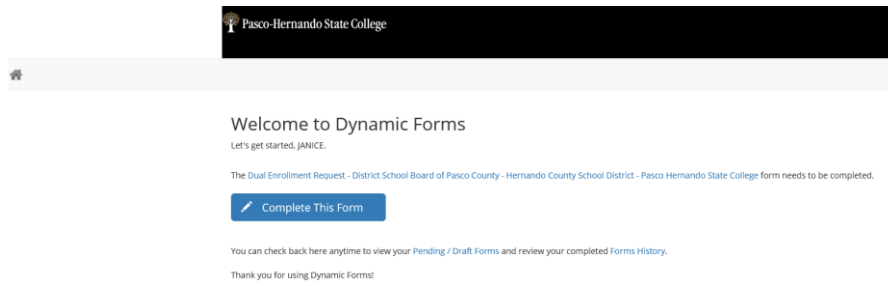 Pasco-Hernando State College
Welcome to Dynamic Forms
Let's get started, JANICE.
The Dual Enrollment Request - District School Board of Pasco County - Hernando County School District - Pasco Hernando State College form needs to be completed.
Complete This Form
You can check back here anytime to view your Pending / Draft Forms and review your completed Forms History.
Thank you for using Dynamic Forms!